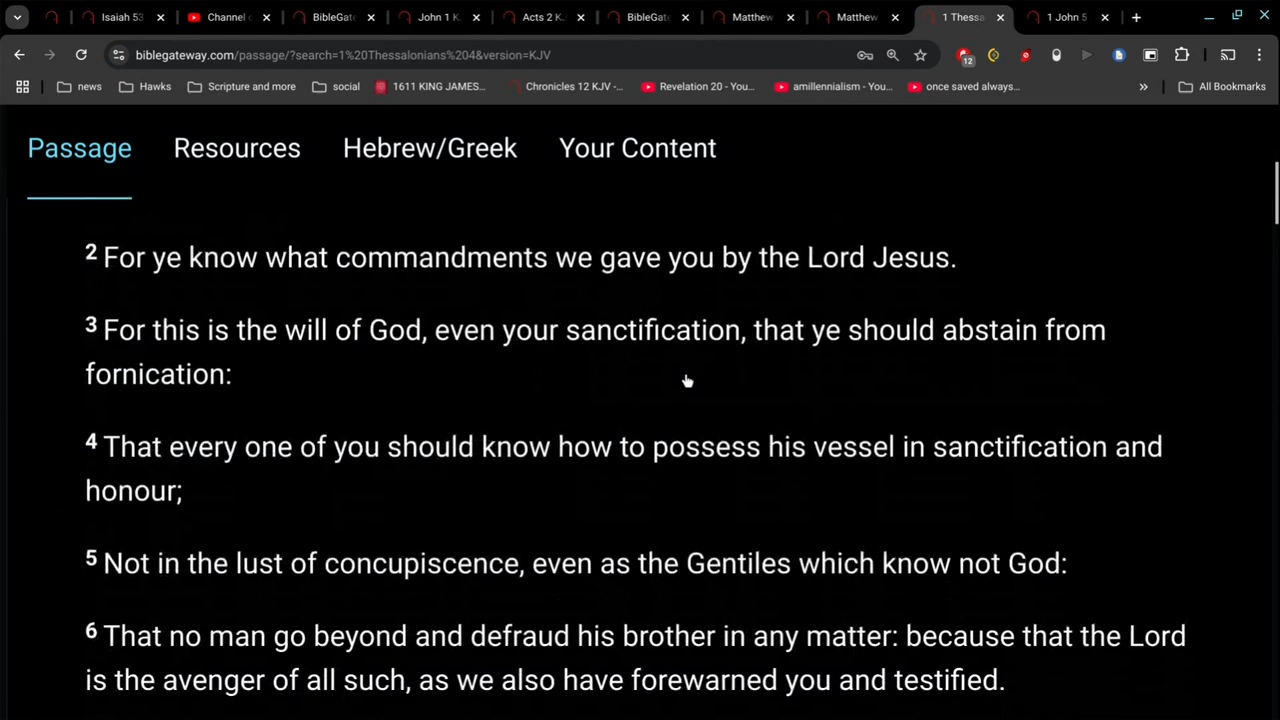 Isaiah 53
Channel c
BibleGate
John 1 K
Acts 2 K
BibleGate
Matthew
Matthew
1 Thessa
1 John 5
biblegateway.com/passage/?search=1%20Thessalonians%204&version=KJV
12
news
Hawks
Scripture and more
social
1611 KING JAMES...
Chronicles 12 KJV -...
Revelation 20 - You...
amillennialism - You...
once saved always...
All Bookmarks
Passage
Resources
Hebrew/Greek
Your Content
2 For ye know what commandments we gave you by the Lord Jesus.
3 For this is the will of God, even your sanctification, that ye should abstain from
fornication:
4 That every one of you should know how to possess his vessel in sanctification and
honour;
5 Not in the lust of concupiscence, even as the Gentiles which know not God:
6 That no man go beyond and defraud his brother in any matter: because that the Lord
is the avenger of all such, as we also have forewarned you and testified.